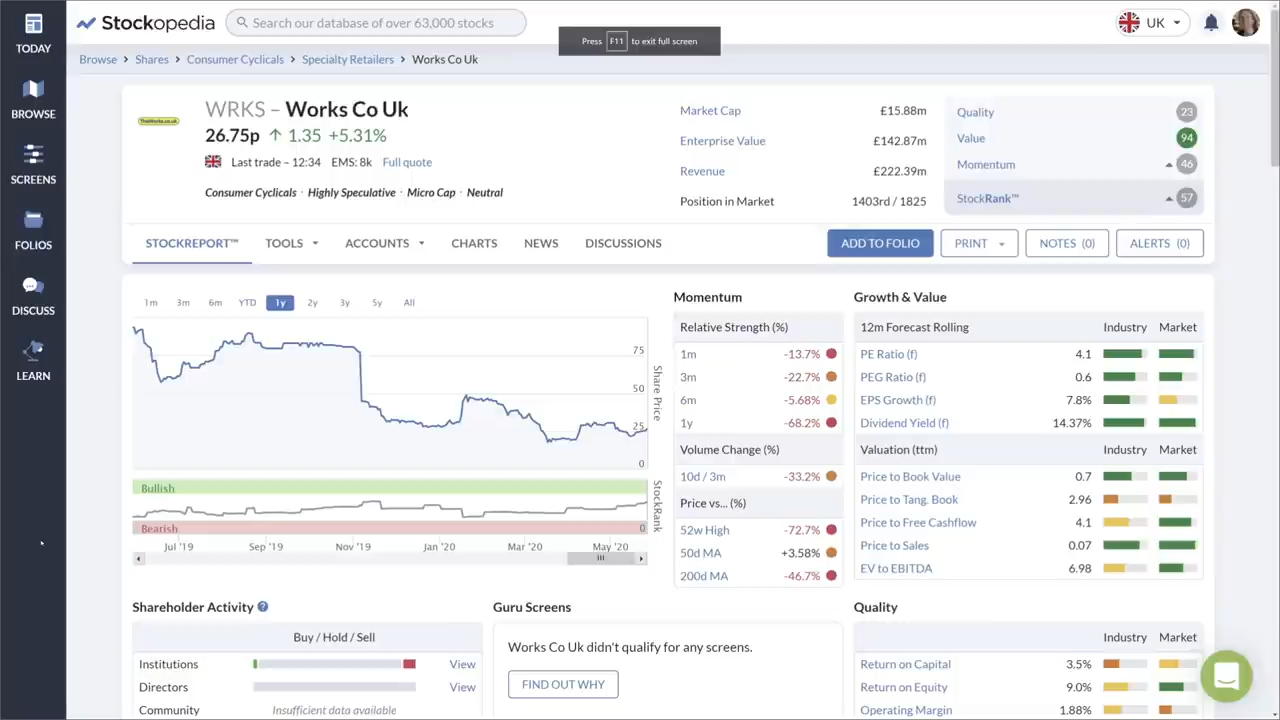 Stockopedia
Search our database of over 63,000 stocks
Press F11 to exit full screen
UK
TODAY
BROWSE
SCREENS
FOLIOS
DISCUSS
LEARN
Browse > Shares > Consumer Cyclicals > Specialty Retailers > Works Co Uk
TheWorks.co.uk
WRKS – Works Co Uk
26.75p ↑ 1.35 +5.31%
Last trade – 12:34 EMS: 8k Full quote
Consumer Cyclicals · Highly Speculative · Micro Cap · Neutral
Market Cap £15.88m
Enterprise Value £142.87m
Revenue £222.39m
Position in Market 1403rd / 1825
Quality 23
Value 94
Momentum 46
StockRank™ 57
STOCKREPORT™ TOOLS ACCOUNTS CHARTS NEWS DISCUSSIONS
ADD TO FOLIO PRINT NOTES (0) ALERTS (0)
1m 3m 6m YTD 1y 2y 3y 5y All
75
50
25
0
Share Price
Bullish
Bearish
0
StockRank
Jul '19 Sep '19 Nov '19 Jan '20 Mar '20 May '20
Momentum
Relative Strength (%)
1m -13.7%
3m -22.7%
6m -5.68%
1y -68.2%
Volume Change (%)
10d / 3m -33.2%
Price vs... (%)
52w High -72.7%
50d MA +3.58%
200d MA -46.7%
Growth & Value
12m Forecast Rolling Industry Market
PE Ratio (f) 4.1
PEG Ratio (f) 0.6
EPS Growth (f) 7.8%
Dividend Yield (f) 14.37%
Valuation (ttm) Industry Market
Price to Book Value 0.7
Price to Tang. Book 2.96
Price to Free Cashflow 4.1
Price to Sales 0.07
EV to EBITDA 6.98
Shareholder Activity ?
Buy / Hold / Sell
Institutions View
Directors View
Community Insufficient data available
Guru Screens
Works Co Uk didn't qualify for any screens.
FIND OUT WHY
Quality
Industry Market
Return on Capital 3.5%
Return on Equity 9.0%
Operating Margin 1.88%